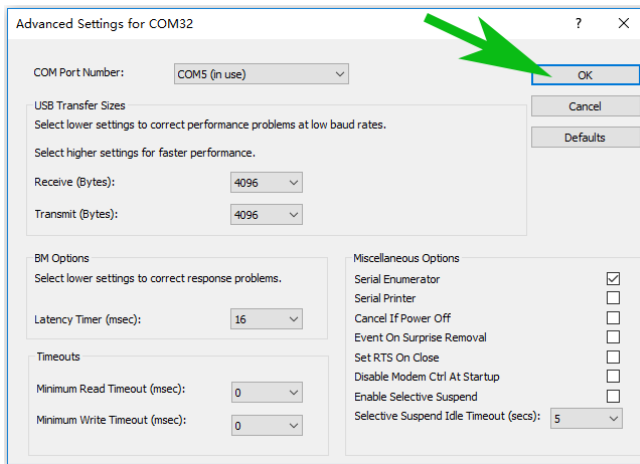 Advanced Settings for COM32
?
COM Port Number:
COM5 (in use)
OK
Cancel
Defaults
USB Transfer Sizes
Select lower settings to correct performance problems at low baud rates.
Select higher settings for faster performance.
Receive (Bytes):
4096
Transmit (Bytes):
4096
BM Options
Select lower settings to correct response problems.
Latency Timer (msec):
16
Timeouts
Minimum Read Timeout (msec):
0
Minimum Write Timeout (msec):
0
Miscellaneous Options
Serial Enumerator
Serial Printer
Cancel If Power Off
Event On Surprise Removal
Set RTS On Close
Disable Modem Ctrl At Startup
Enable Selective Suspend
Selective Suspend Idle Timeout (secs):
5